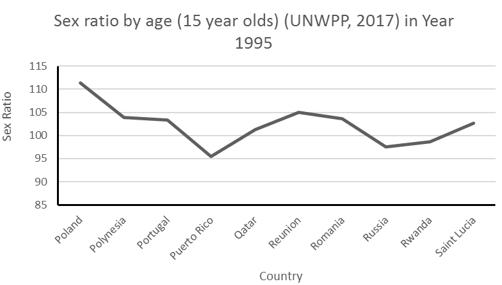 Sex ratio by age (15 year olds) (UNWPP, 2017) in Year
1995
115
110
105
100
95
90
85
Sex Ratio
Poland
Polynesia
Portugal
Puerto Rico
Qatar
Reunion
Romania
Russia
Rwanda
Saint Lucia
Country